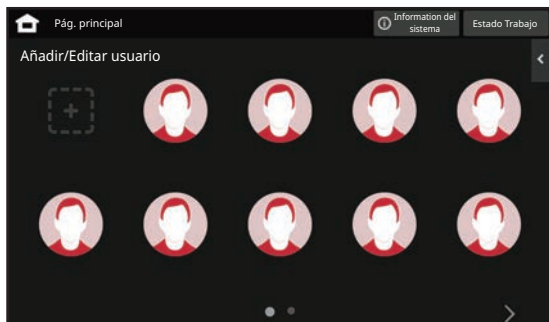 Pág. principal
Information del
sistema
Estado Trabajo
Añadir/Editar usuario